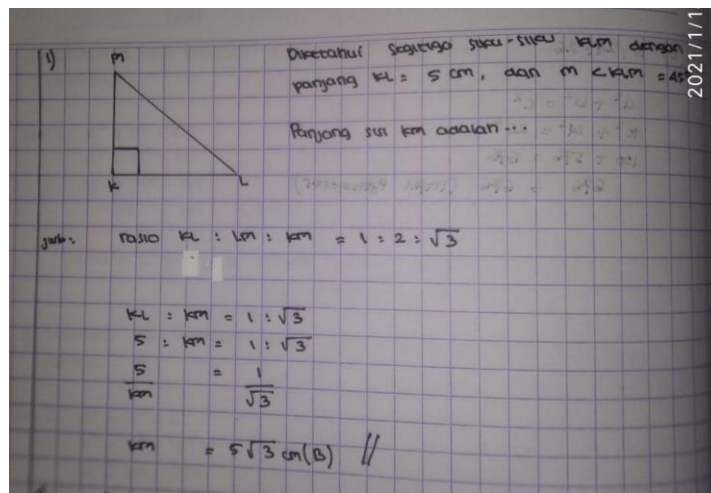 1) Diketahui segitiga siku-siku KLM dengan
panjang KL = 5 cm, dan m < KLM = 45
Panjang sisi KM adalah ...
M
K
L
Jwb: rasio KL : LM : KM = 1 : 2 : √3
KL : KM = 1 : √3
5 : KM = 1 : √3
5/KM = 1/√3
KM = 5√3 cm (B) //
2021/1/1